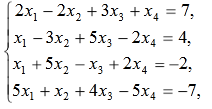 2x₁ − 2x₂ + 3x₃ + x₄ = 7,
x₁ − 3x₂ + 5x₃ − 2x₄ = 4,
x₁ + 5x₂ − x₃ + 2x₄ = −2,
5x₁ + x₂ + 4x₃ − 5x₄ = −7,